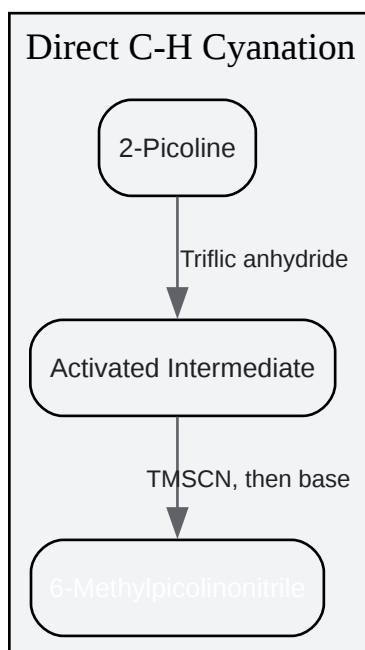 Direct C-H Cyanation
2-Picoline
Triflic anhydride
Activated Intermediate
TMSCN, then base
6-Methylpicolinonitrile